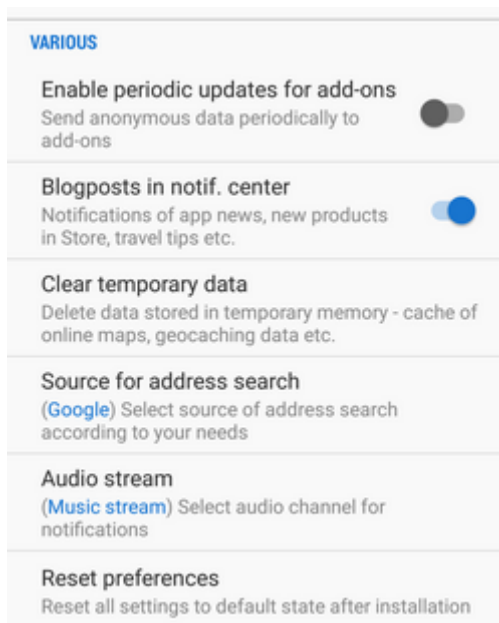 VARIOUS
Enable periodic updates for add-ons
Send anonymous data periodically to
add-ons
Blogposts in notif. center
Notifications of app news, new products
in Store, travel tips etc.
Clear temporary data
Delete data stored in temporary memory - cache of
online maps, geocaching data etc.
Source for address search
(Google) Select source of address search
according to your needs
Audio stream
(Music stream) Select audio channel for
notifications
Reset preferences
Reset all settings to default state after installation